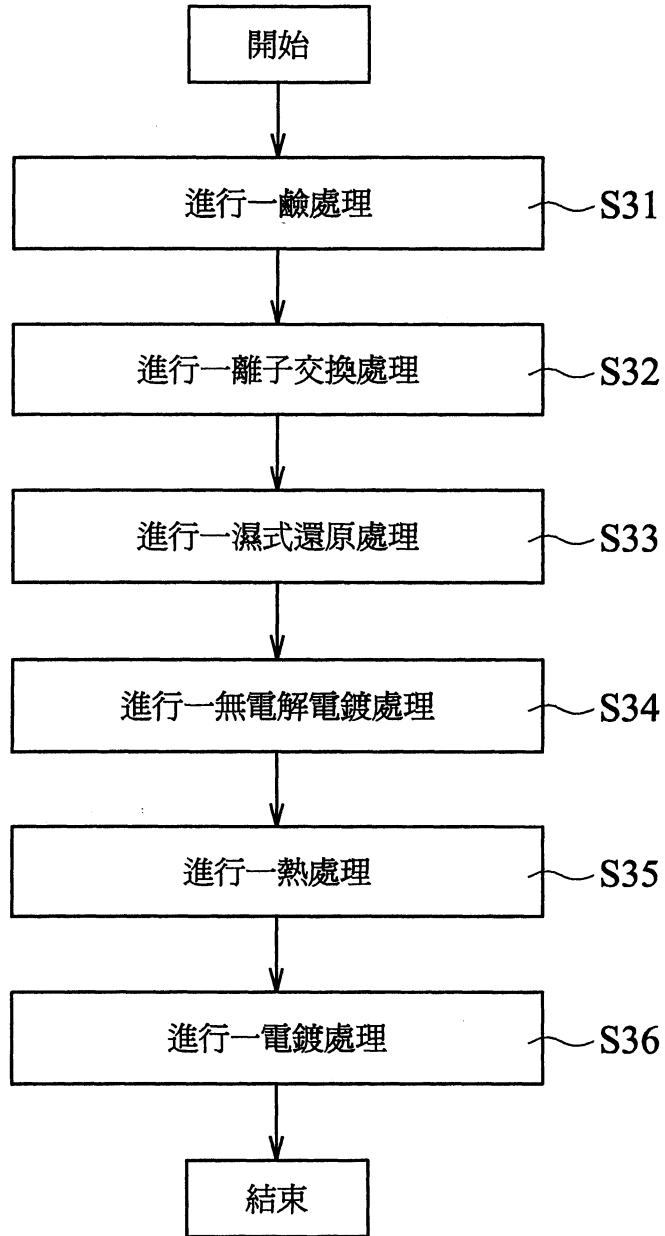 開始
進行一鹼處理 S31
進行一離子交換處理 S32
進行一濕式還原處理 S33
進行一無電解電鍍處理 S34
進行一熱處理 S35
進行一電鍍處理 S36
結束